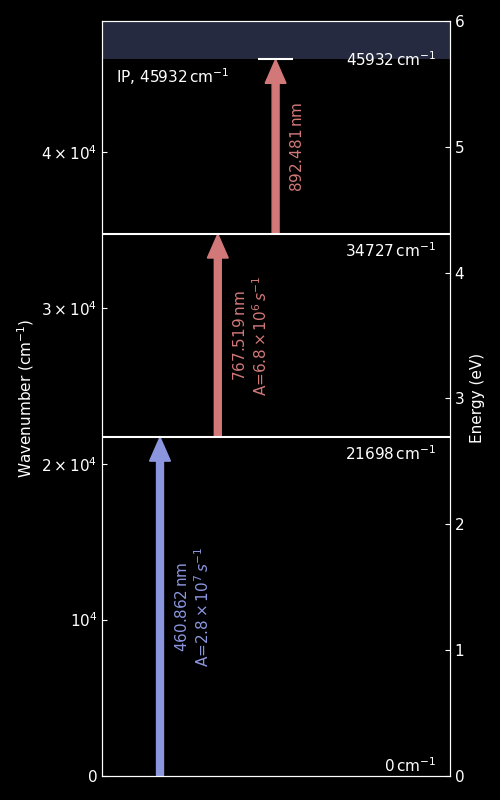 6
45932 cm⁻¹
IP, 45932 cm⁻¹
892.481 nm
5
4 × 10⁴
34727 cm⁻¹
4
767.519 nm
A=6.8 × 10⁶ s⁻¹
3 × 10⁴
3
Wavenumber (cm⁻¹)
Energy (eV)
21698 cm⁻¹
2 × 10⁴
2
460.862 nm
A=2.8 × 10⁷ s⁻¹
10⁴
1
0 cm⁻¹
0
0